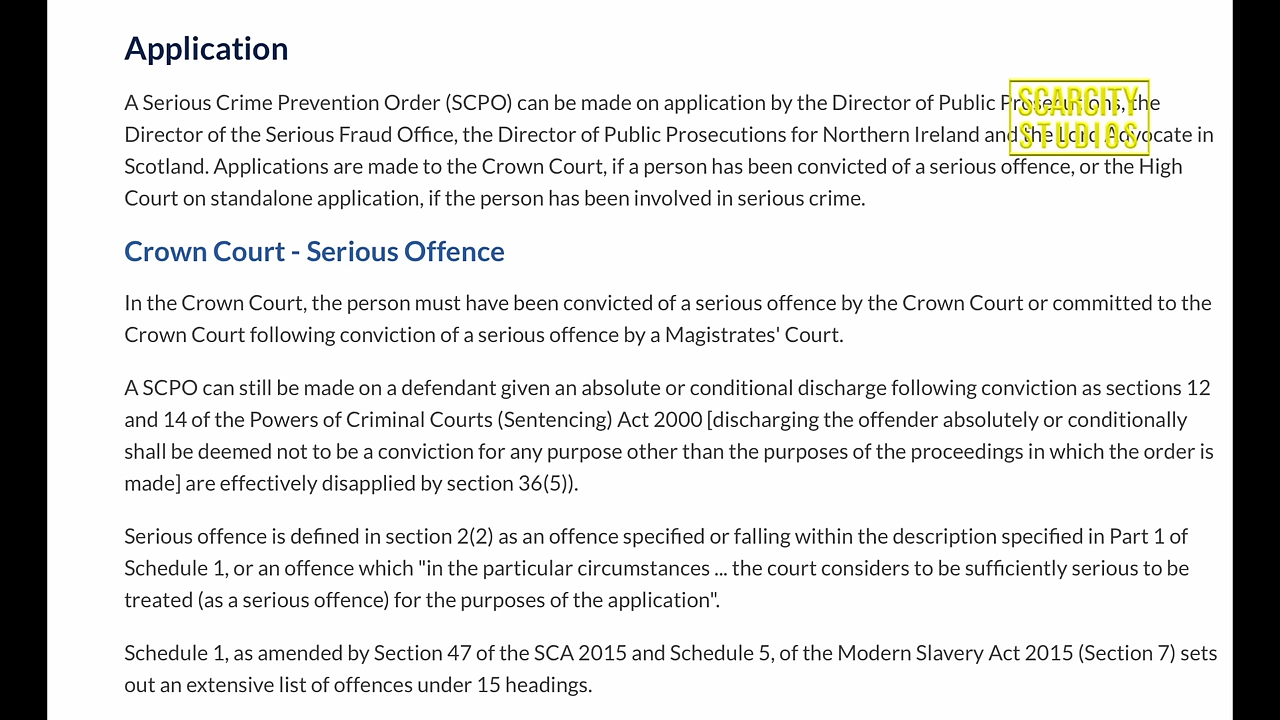 Application
A Serious Crime Prevention Order (SCPO) can be made on application by the Director of Public Prosecutions, the
Director of the Serious Fraud Office, the Director of Public Prosecutions for Northern Ireland and the Lord Advocate in
Scotland. Applications are made to the Crown Court, if a person has been convicted of a serious offence, or the High
Court on standalone application, if the person has been involved in serious crime.
SCARCITY
STUDIOS
Crown Court - Serious Offence
In the Crown Court, the person must have been convicted of a serious offence by the Crown Court or committed to the
Crown Court following conviction of a serious offence by a Magistrates' Court.
A SCPO can still be made on a defendant given an absolute or conditional discharge following conviction as sections 12
and 14 of the Powers of Criminal Courts (Sentencing) Act 2000 [discharging the offender absolutely or conditionally
shall be deemed not to be a conviction for any purpose other than the purposes of the proceedings in which the order is
made] are effectively disapplied by section 36(5)).
Serious offence is defined in section 2(2) as an offence specified or falling within the description specified in Part 1 of
Schedule 1, or an offence which "in the particular circumstances ... the court considers to be sufficiently serious to be
treated (as a serious offence) for the purposes of the application".
Schedule 1, as amended by Section 47 of the SCA 2015 and Schedule 5, of the Modern Slavery Act 2015 (Section 7) sets
out an extensive list of offences under 15 headings.